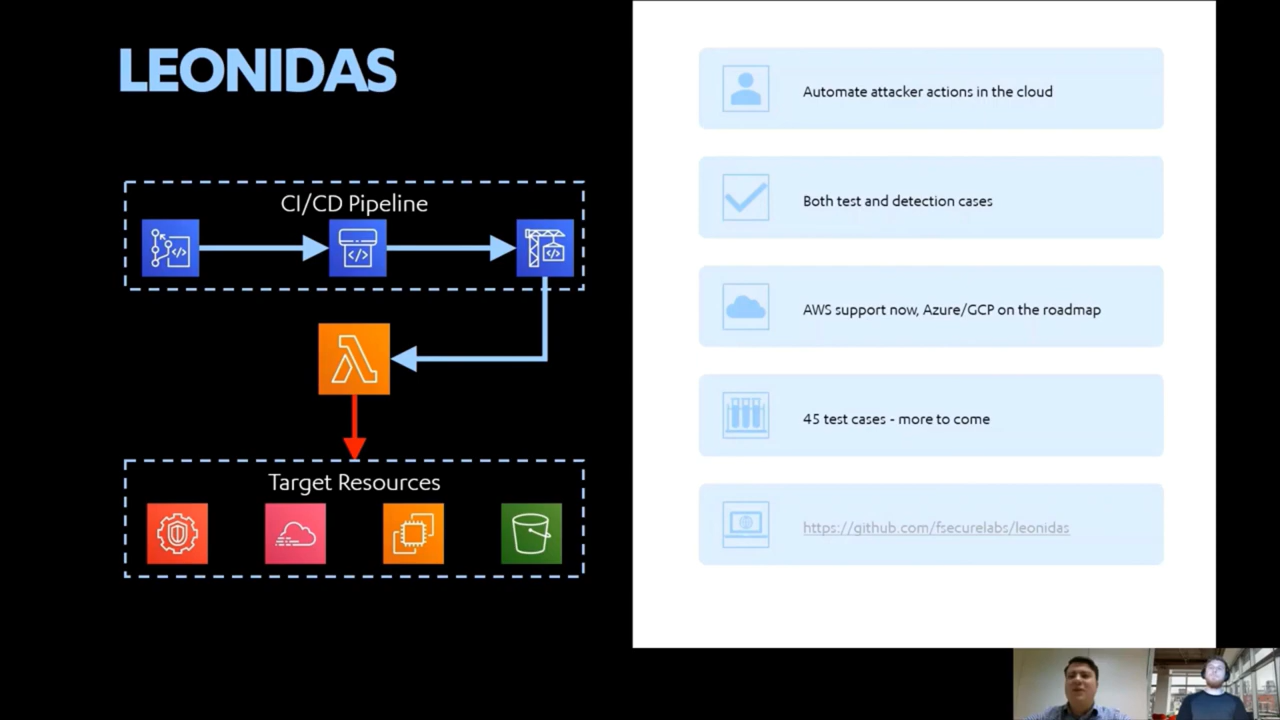 LEONIDAS
CI/CD Pipeline
Target Resources
Automate attacker actions in the cloud
Both test and detection cases
AWS support now, Azure/GCP on the roadmap
45 test cases - more to come
https://github.com/fsecurelabs/leonidas